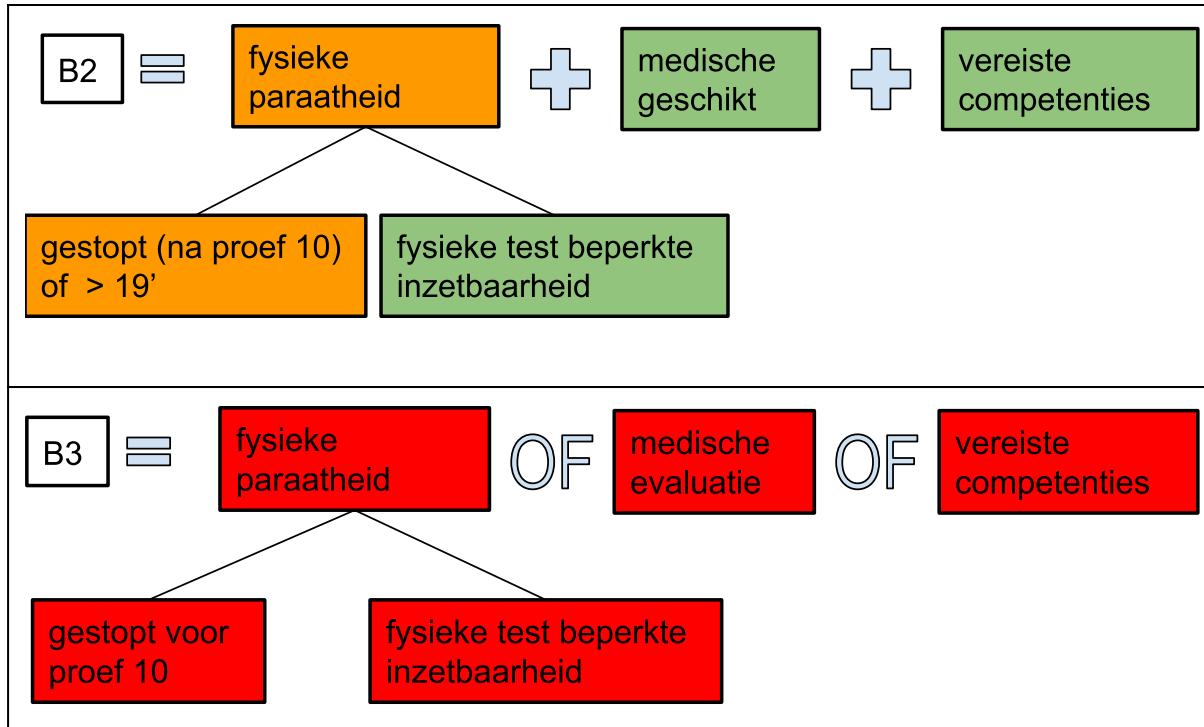 B2 = fysieke paraatheid + medische geschikt + vereiste competenties
gestopt (na proef 10)
of > 19’
fysieke test beperkte
inzetbaarheid
B3 = fysieke paraatheid OF medische evaluatie OF vereiste competenties
gestopt voor
proef 10
fysieke test beperkte
inzetbaarheid